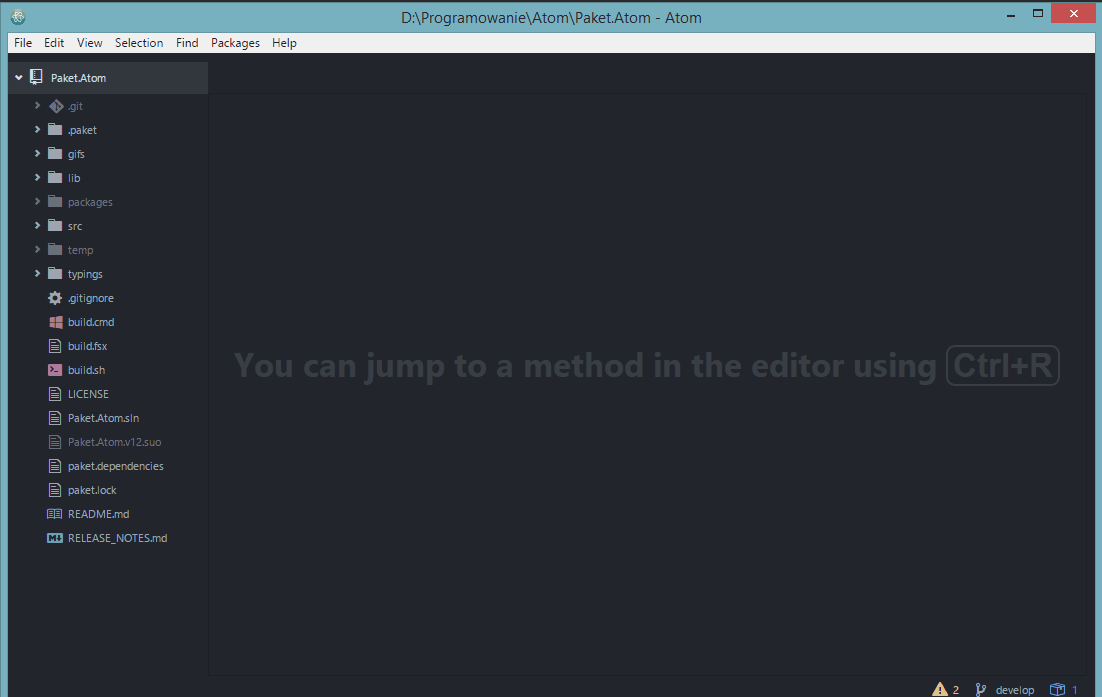 D:\Programowanie\Atom\Paket.Atom - Atom
File Edit View Selection Find Packages Help
Paket.Atom
.git
.paket
gifs
lib
packages
src
temp
typings
.gitignore
build.cmd
build.fsx
build.sh
LICENSE
Paket.Atom.sln
Paket.Atom.v12.suo
paket.dependencies
paket.lock
README.md
RELEASE_NOTES.md
You can jump to a method in the editor using Ctrl+R
2 develop 1